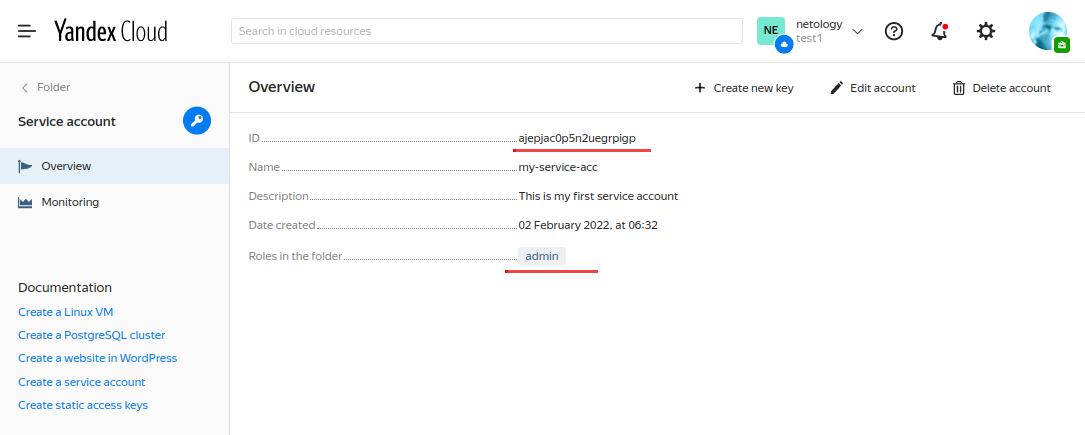 Yandex Cloud
Search in cloud resources
NE
netology
test1
Folder
Service account
Overview
Monitoring
Documentation
Create a Linux VM
Create a PostgreSQL cluster
Create a website in WordPress
Create a service account
Create static access keys
Overview
Create new key
Edit account
Delete account
ID ajepjac0p5n2uegrpigp
Name my-service-acc
Description This is my first service account
Date created 02 February 2022, at 06:32
Roles in the folder admin